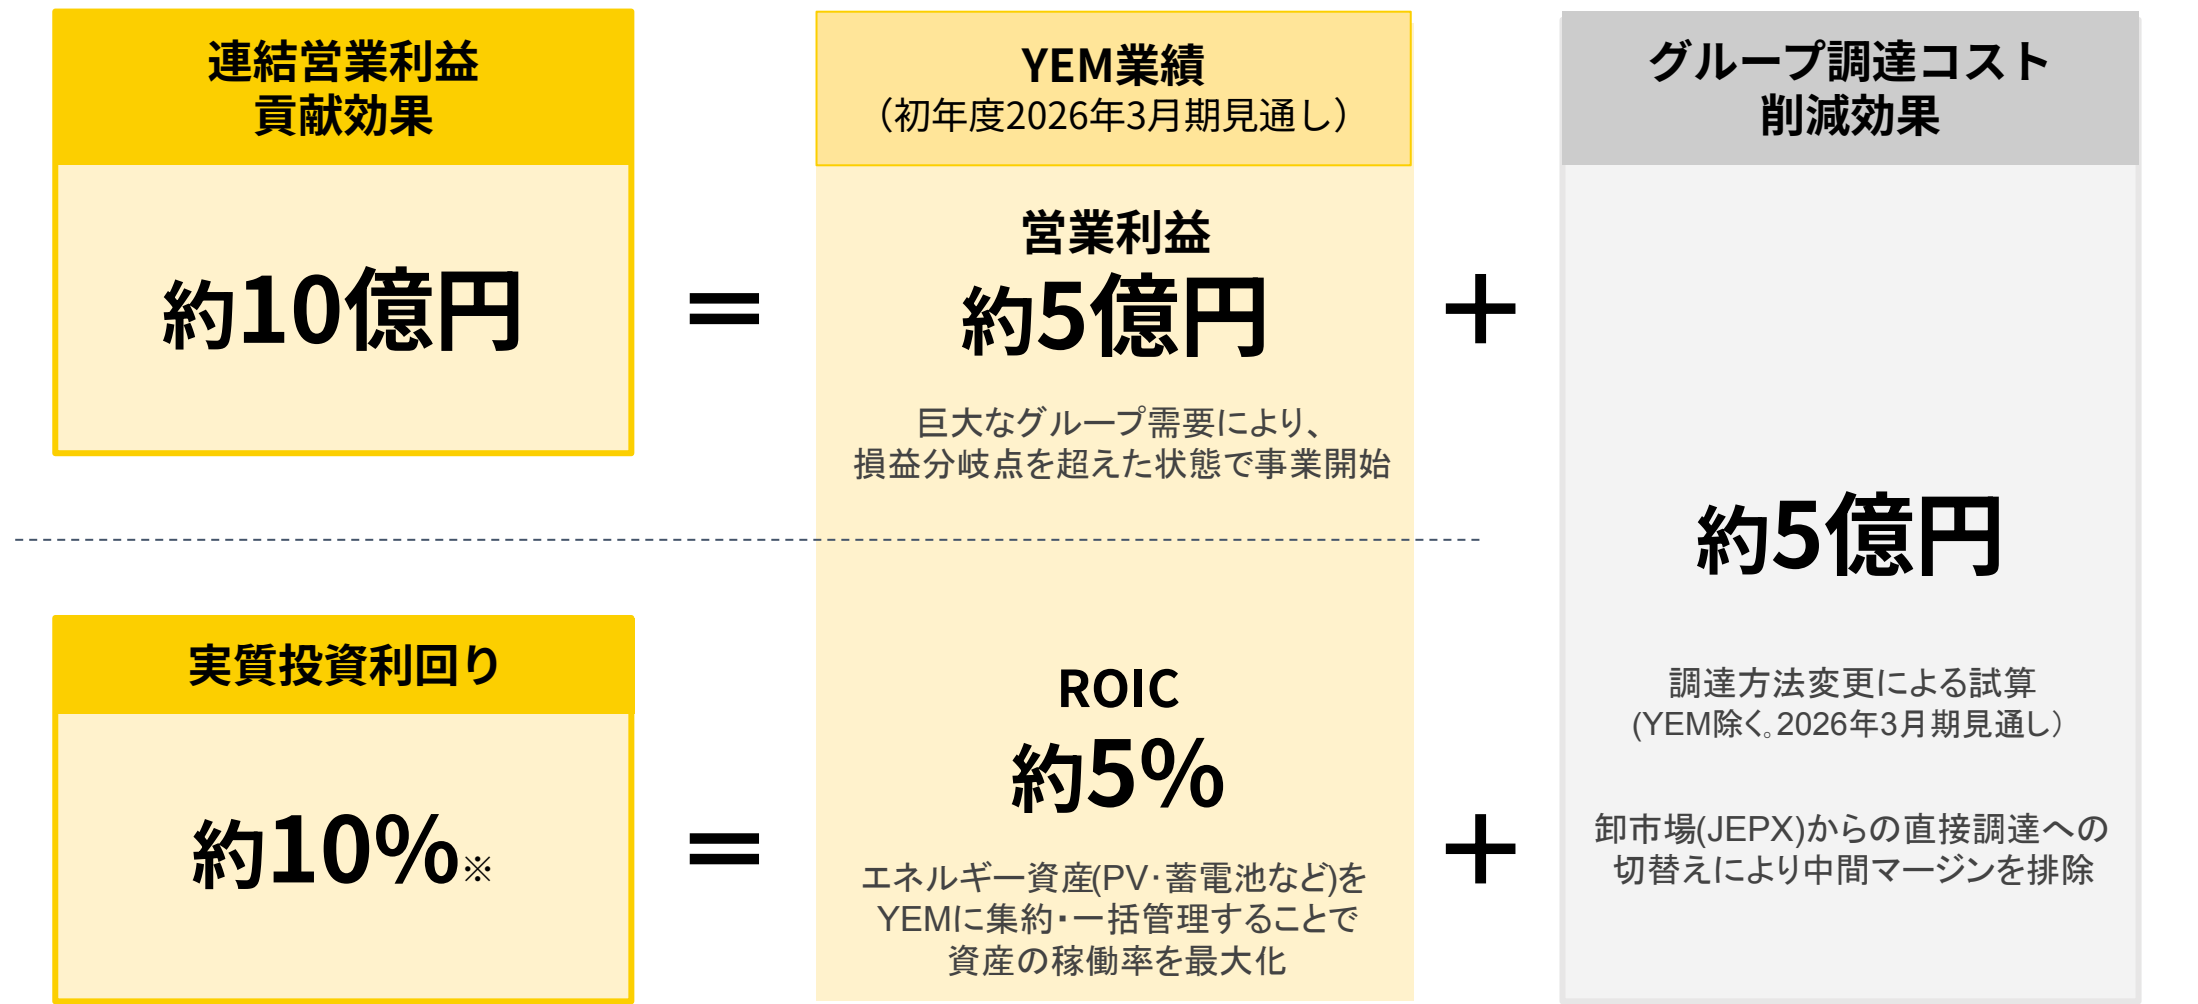 連結営業利益
貢献効果
約10億円
＝
YEM業績
（初年度2026年3月期見通し）
営業利益
約5億円
巨大なグループ需要により、
損益分岐点を超えた状態で事業開始
＋
グループ調達コスト
削減効果
約5億円
調達方法変更による試算
(YEM除く。2026年3月期見通し）
卸市場(JEPX)からの直接調達への
切替えにより中間マージンを排除
実質投資利回り
約10%※
＝
ROIC
約5%
エネルギー資産(PV･蓄電池など)を
YEMに集約・一括管理することで
資産の稼働率を最大化
＋